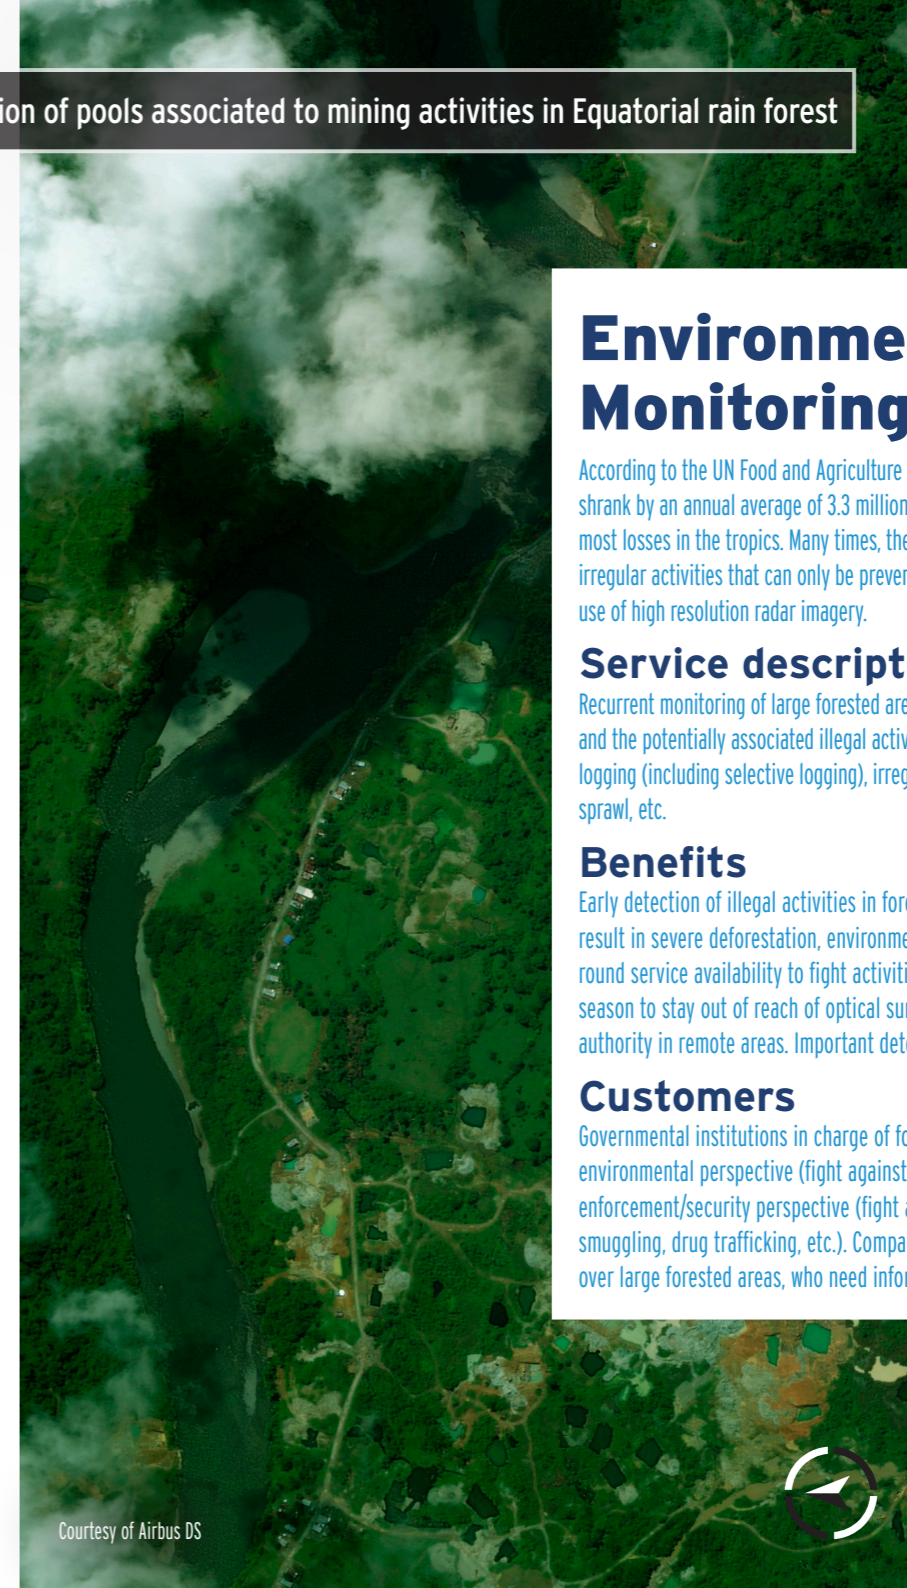 ion of pools associated to mining activities in Equatorial rain forest
Environme
Monitoring
According to the UN Food and Agriculture
shrank by an annual average of 3.3 million
most losses in the tropics. Many times, the
irregular activities that can only be prever
use of high resolution radar imagery.
Service descript
Recurrent monitoring of large forested are
and the potentially associated illegal activ
logging (including selective logging), irreg
sprawl, etc.
Benefits
Early detection of illegal activities in fore
result in severe deforestation, environme
round service availability to fight activiti
season to stay out of reach of optical sur
authority in remote areas. Important dete
Customers
Governmental institutions in charge of fo
environmental perspective (fight against
enforcement/security perspective (fight a
smuggling, drug trafficking, etc.). Compa
over large forested areas, who need infor
Courtesy of Airbus DS